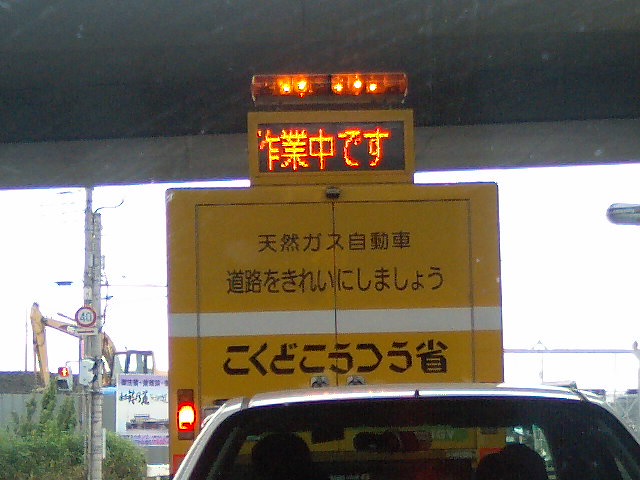 作業中です
天然ガス自動車
道路をきれいにしましょう
こくどこうつう省
40